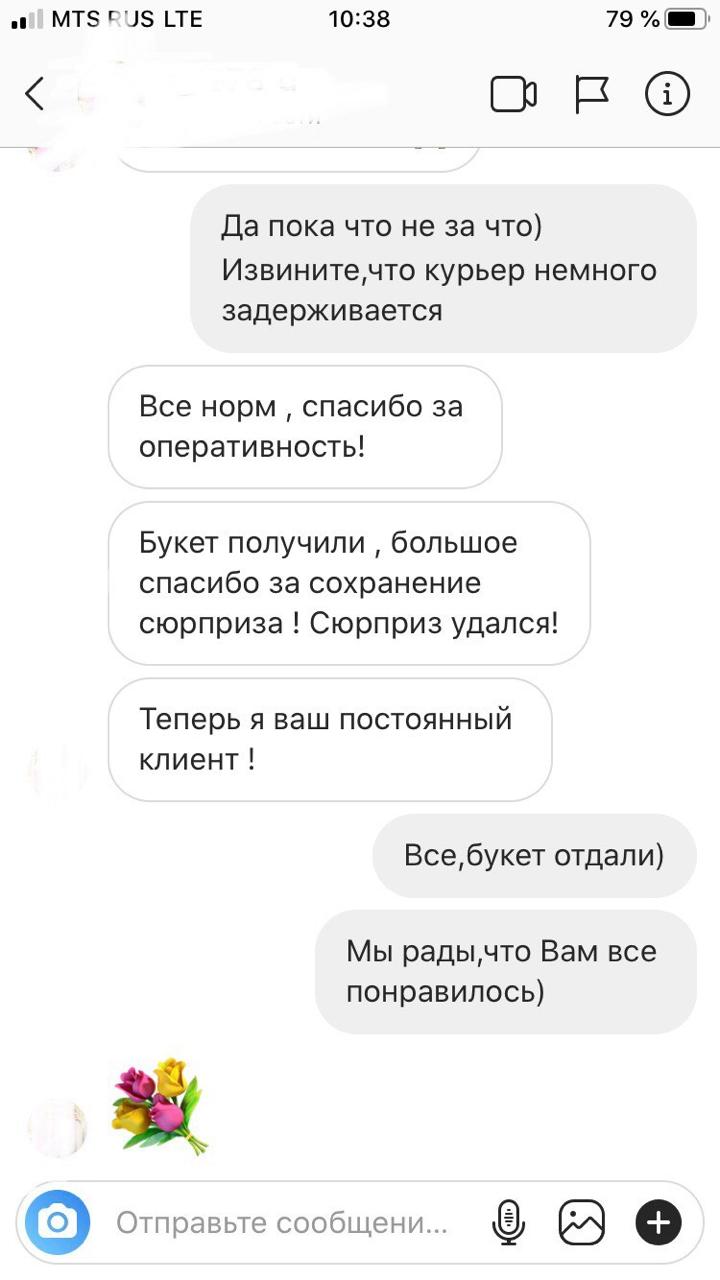 MTS RUS LTE 10:38 79 %
Да пока что не за что)
Извините,что курьер немного
задерживается
Все норм , спасибо за
оперативность!
Букет получили , большое
спасибо за сохранение
сюрприза ! Сюрприз удался!
Теперь я ваш постоянный
клиент !
Все,букет отдали)
Мы рады,что Вам все
понравилось)
Отправьте сообщени...